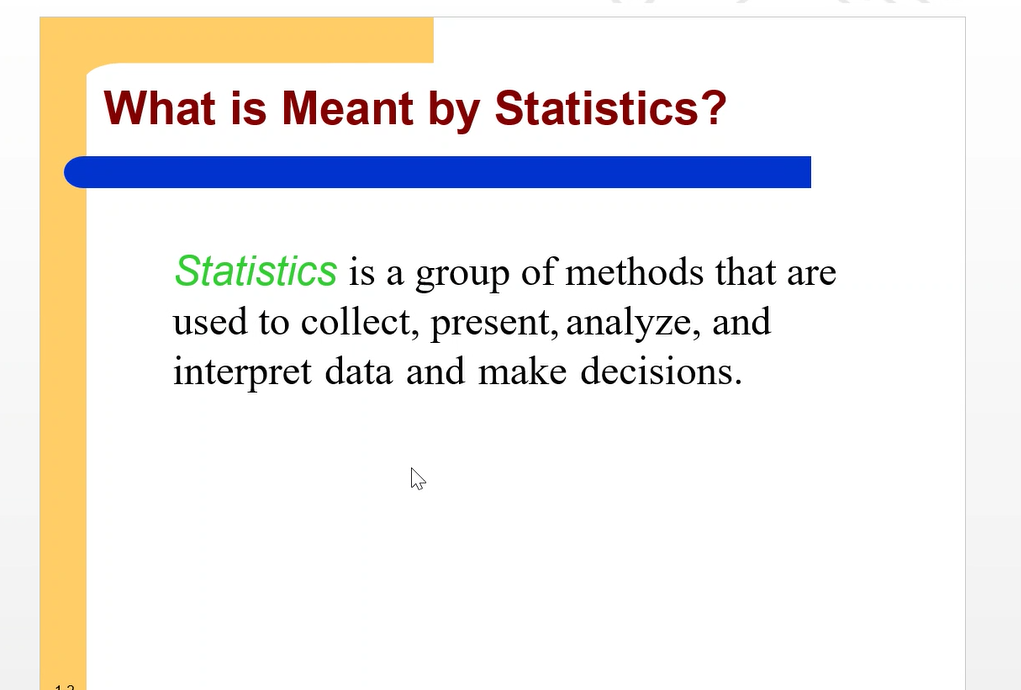 What is Meant by Statistics?
Statistics is a group of methods that are
used to collect, present, analyze, and
interpret data and make decisions.